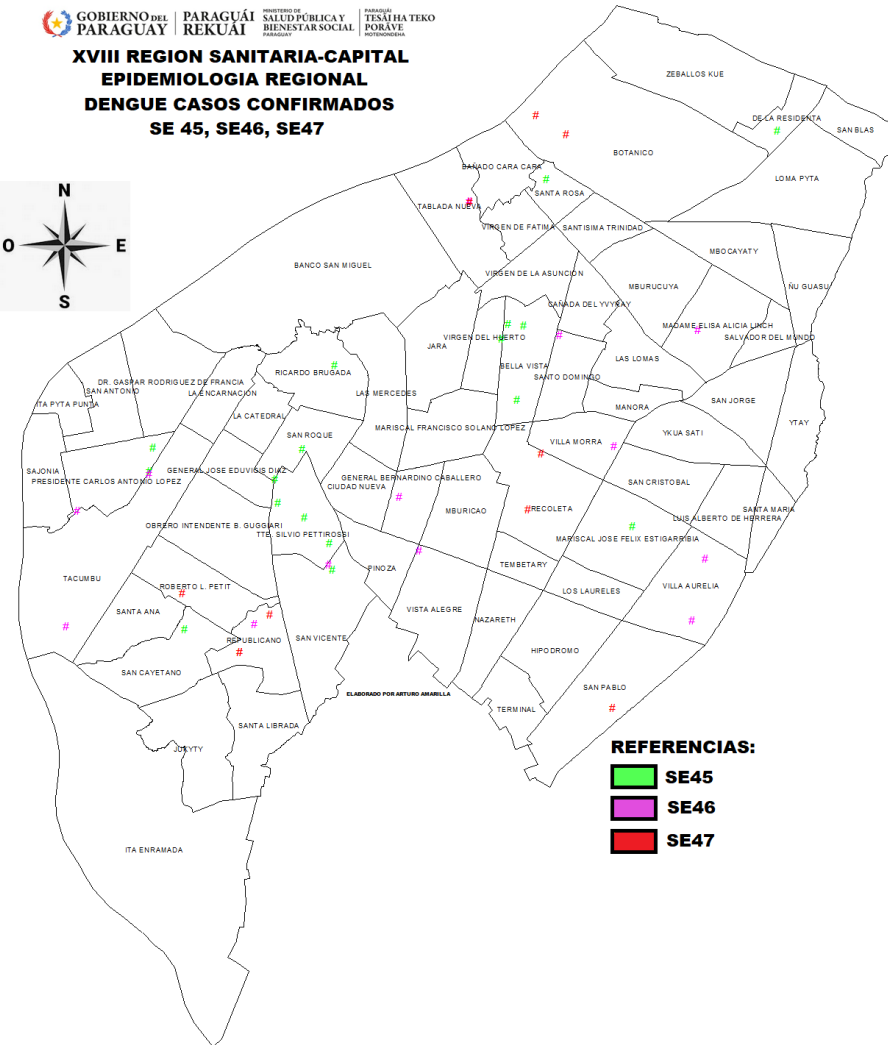 GOBIERNO DEL
PARAGUAY
PARAGUÁI
REKUÁI
MINISTERIO DE
SALUD PÚBLICA Y
BIENESTAR SOCIAL
PARAGUAY
PARAGUÁI
TESÃI HA TEKO
PORÃVE
MOTENONDEHA
XVIII REGION SANITARIA-CAPITAL
EPIDEMIOLOGIA REGIONAL
DENGUE CASOS CONFIRMADOS
SE 45, SE46, SE47
N
O
E
S
ZEBALLOS KUE
DE LA RESIDENTA
SAN BLAS
BOTANICO
BAÑADO CARA CARA
LOMA PYTA
SANTA ROSA
TABLADA NUEVA
VIRGEN DE FATIMA
SANTISIMA TRINIDAD
MBOCAYATY
BANCO SAN MIGUEL
VIRGEN DE LA ASUNCION
MBURUCUYA
ÑU GUASU
CAÑADA DEL YVYRAY
MADAME ELISA ALICIA LINCH
VIRGEN DEL HUERTO
SALVADOR DEL MUNDO
JARA
LAS LOMAS
BELLA VISTA
RICARDO BRUGADA
SANTO DOMINGO
DR. GASPAR RODRIGUEZ DE FRANCIA
SAN ANTONIO
LA ENCARNACION
LAS MERCEDES
SAN JORGE
ITA PYTA PUNTA
MANORA
LA CATEDRAL
YTAY
MARISCAL FRANCISCO SOLANO LOPEZ
SAN ROQUE
YKUA SATI
VILLA MORRA
SAJONIA
GENERAL JOSE EDUVIGIS DIAZ
GENERAL BERNARDINO CABALLERO
PRESIDENTE CARLOS ANTONIO LOPEZ
CIUDAD NUEVA
SAN CRISTOBAL
MBURICAO
RECOLETA
SANTA MARIA
LUIS ALBERTO DE HERRERA
OBRERO INTENDENTE B. GUGGIARI
TTE. SILVIO PETTIROSSI
MARISCAL JOSE FELIX ESTIGARRIBIA
PINOZA
TEMBETARY
TACUMBU
ROBERTO L. PETIT
VILLA AURELIA
LOS LAURELES
SANTA ANA
VISTA ALEGRE
NAZARETH
REPUBLICANO
SAN VICENTE
HIPODROMO
SAN CAYETANO
SAN PABLO
ELABORADO POR ARTURO AMARILLA
TERMINAL
SANTA LIBRADA
JUKYTY
ITA ENRAMADA
REFERENCIAS:
SE45
SE46
SE47